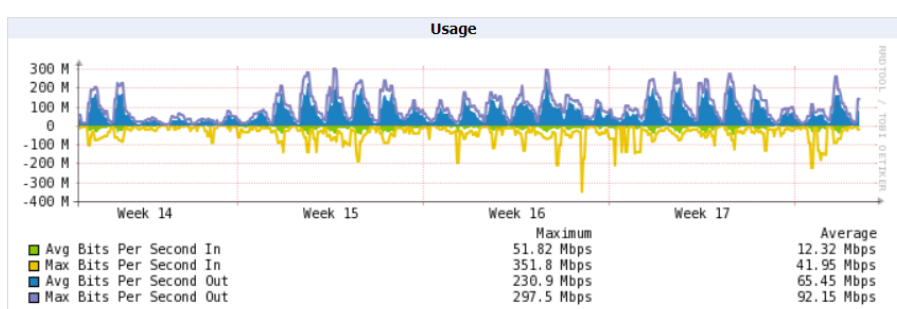 Usage
300 M
200 M
100 M
0
-100 M
-200 M
-300 M
-400 M
Week 14 Week 15 Week 16 Week 17
RRDTOOL / TOBI OETIKER
Maximum Average
Avg Bits Per Second In 51.82 Mbps 12.32 Mbps
Max Bits Per Second In 351.8 Mbps 41.95 Mbps
Avg Bits Per Second Out 230.9 Mbps 65.45 Mbps
Max Bits Per Second Out 297.5 Mbps 92.15 Mbps